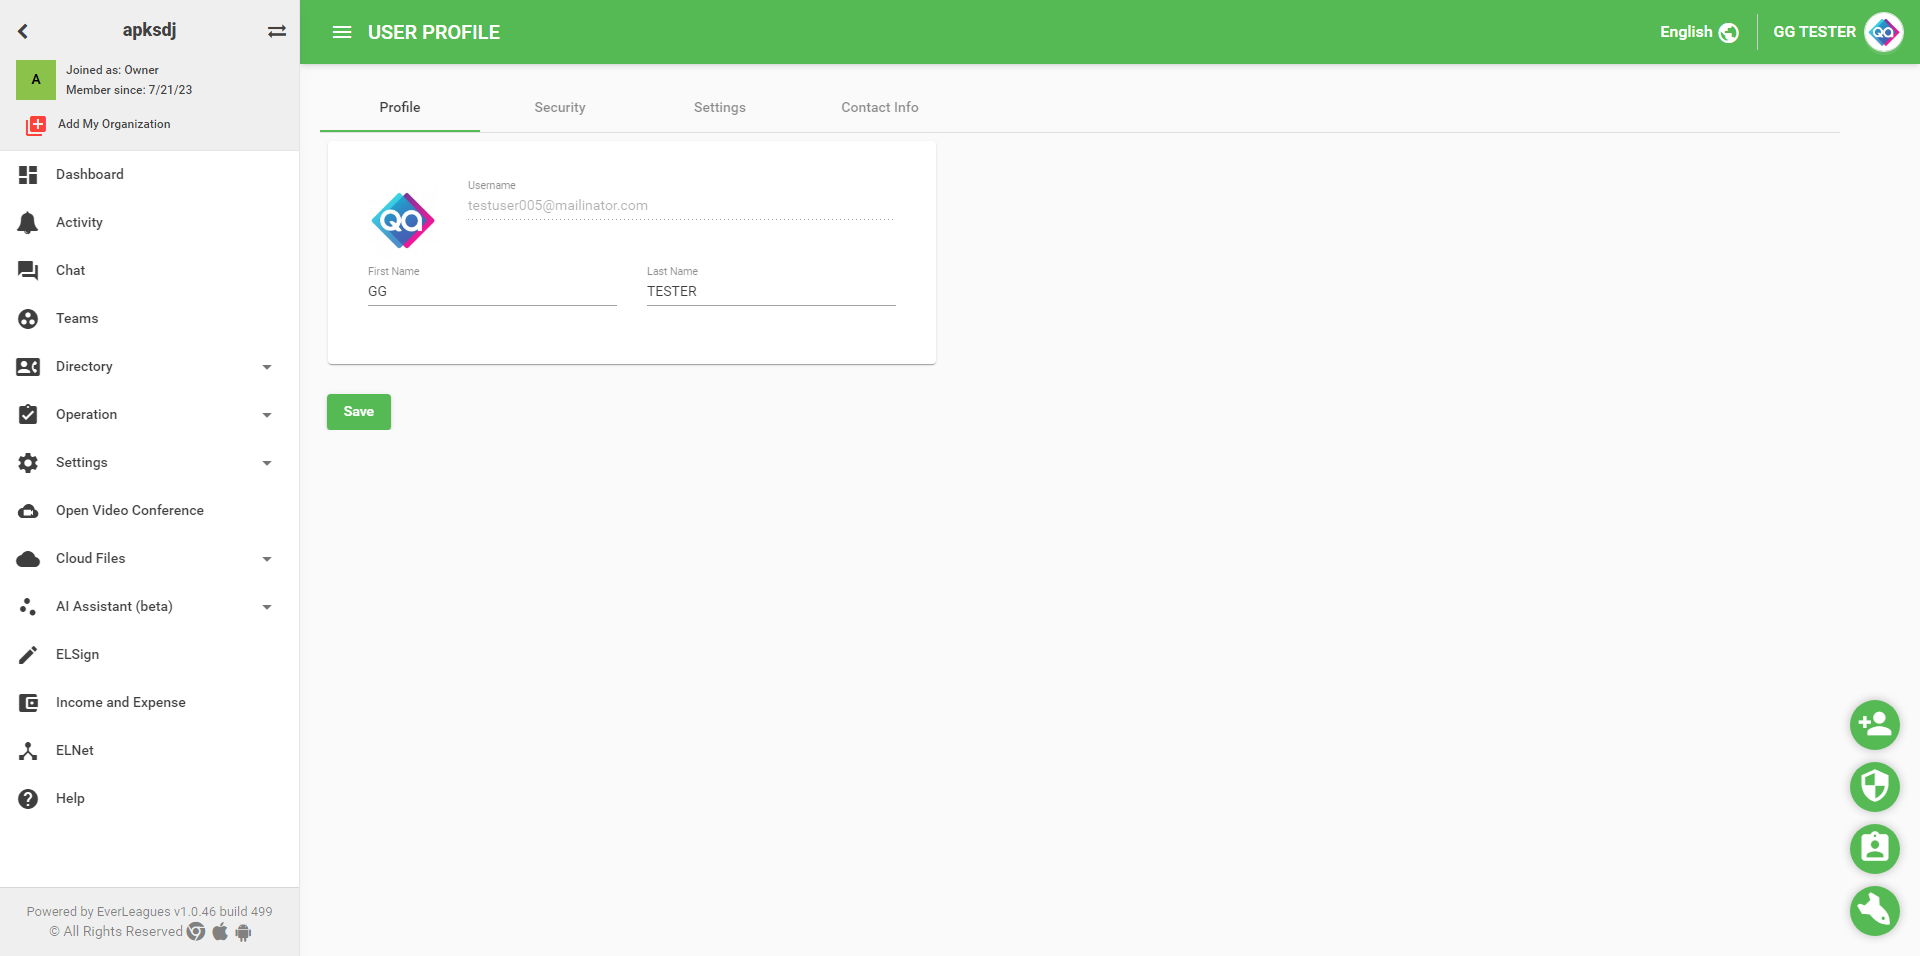 apksdj
A
Joined as: Owner
Member since: 7/21/23
Add My Organization
Dashboard
Activity
Chat
Teams
Directory
Operation
Settings
Open Video Conference
Cloud Files
AI Assistant (beta)
ELSign
Income and Expense
ELNet
Help
Powered by EverLeagues v1.0.46 build 499
© All Rights Reserved
USER PROFILE
English
GG TESTER
QA
Profile
Security
Settings
Contact Info
QA
Username
testuser005@mailinator.com
First Name
GG
Last Name
TESTER
Save